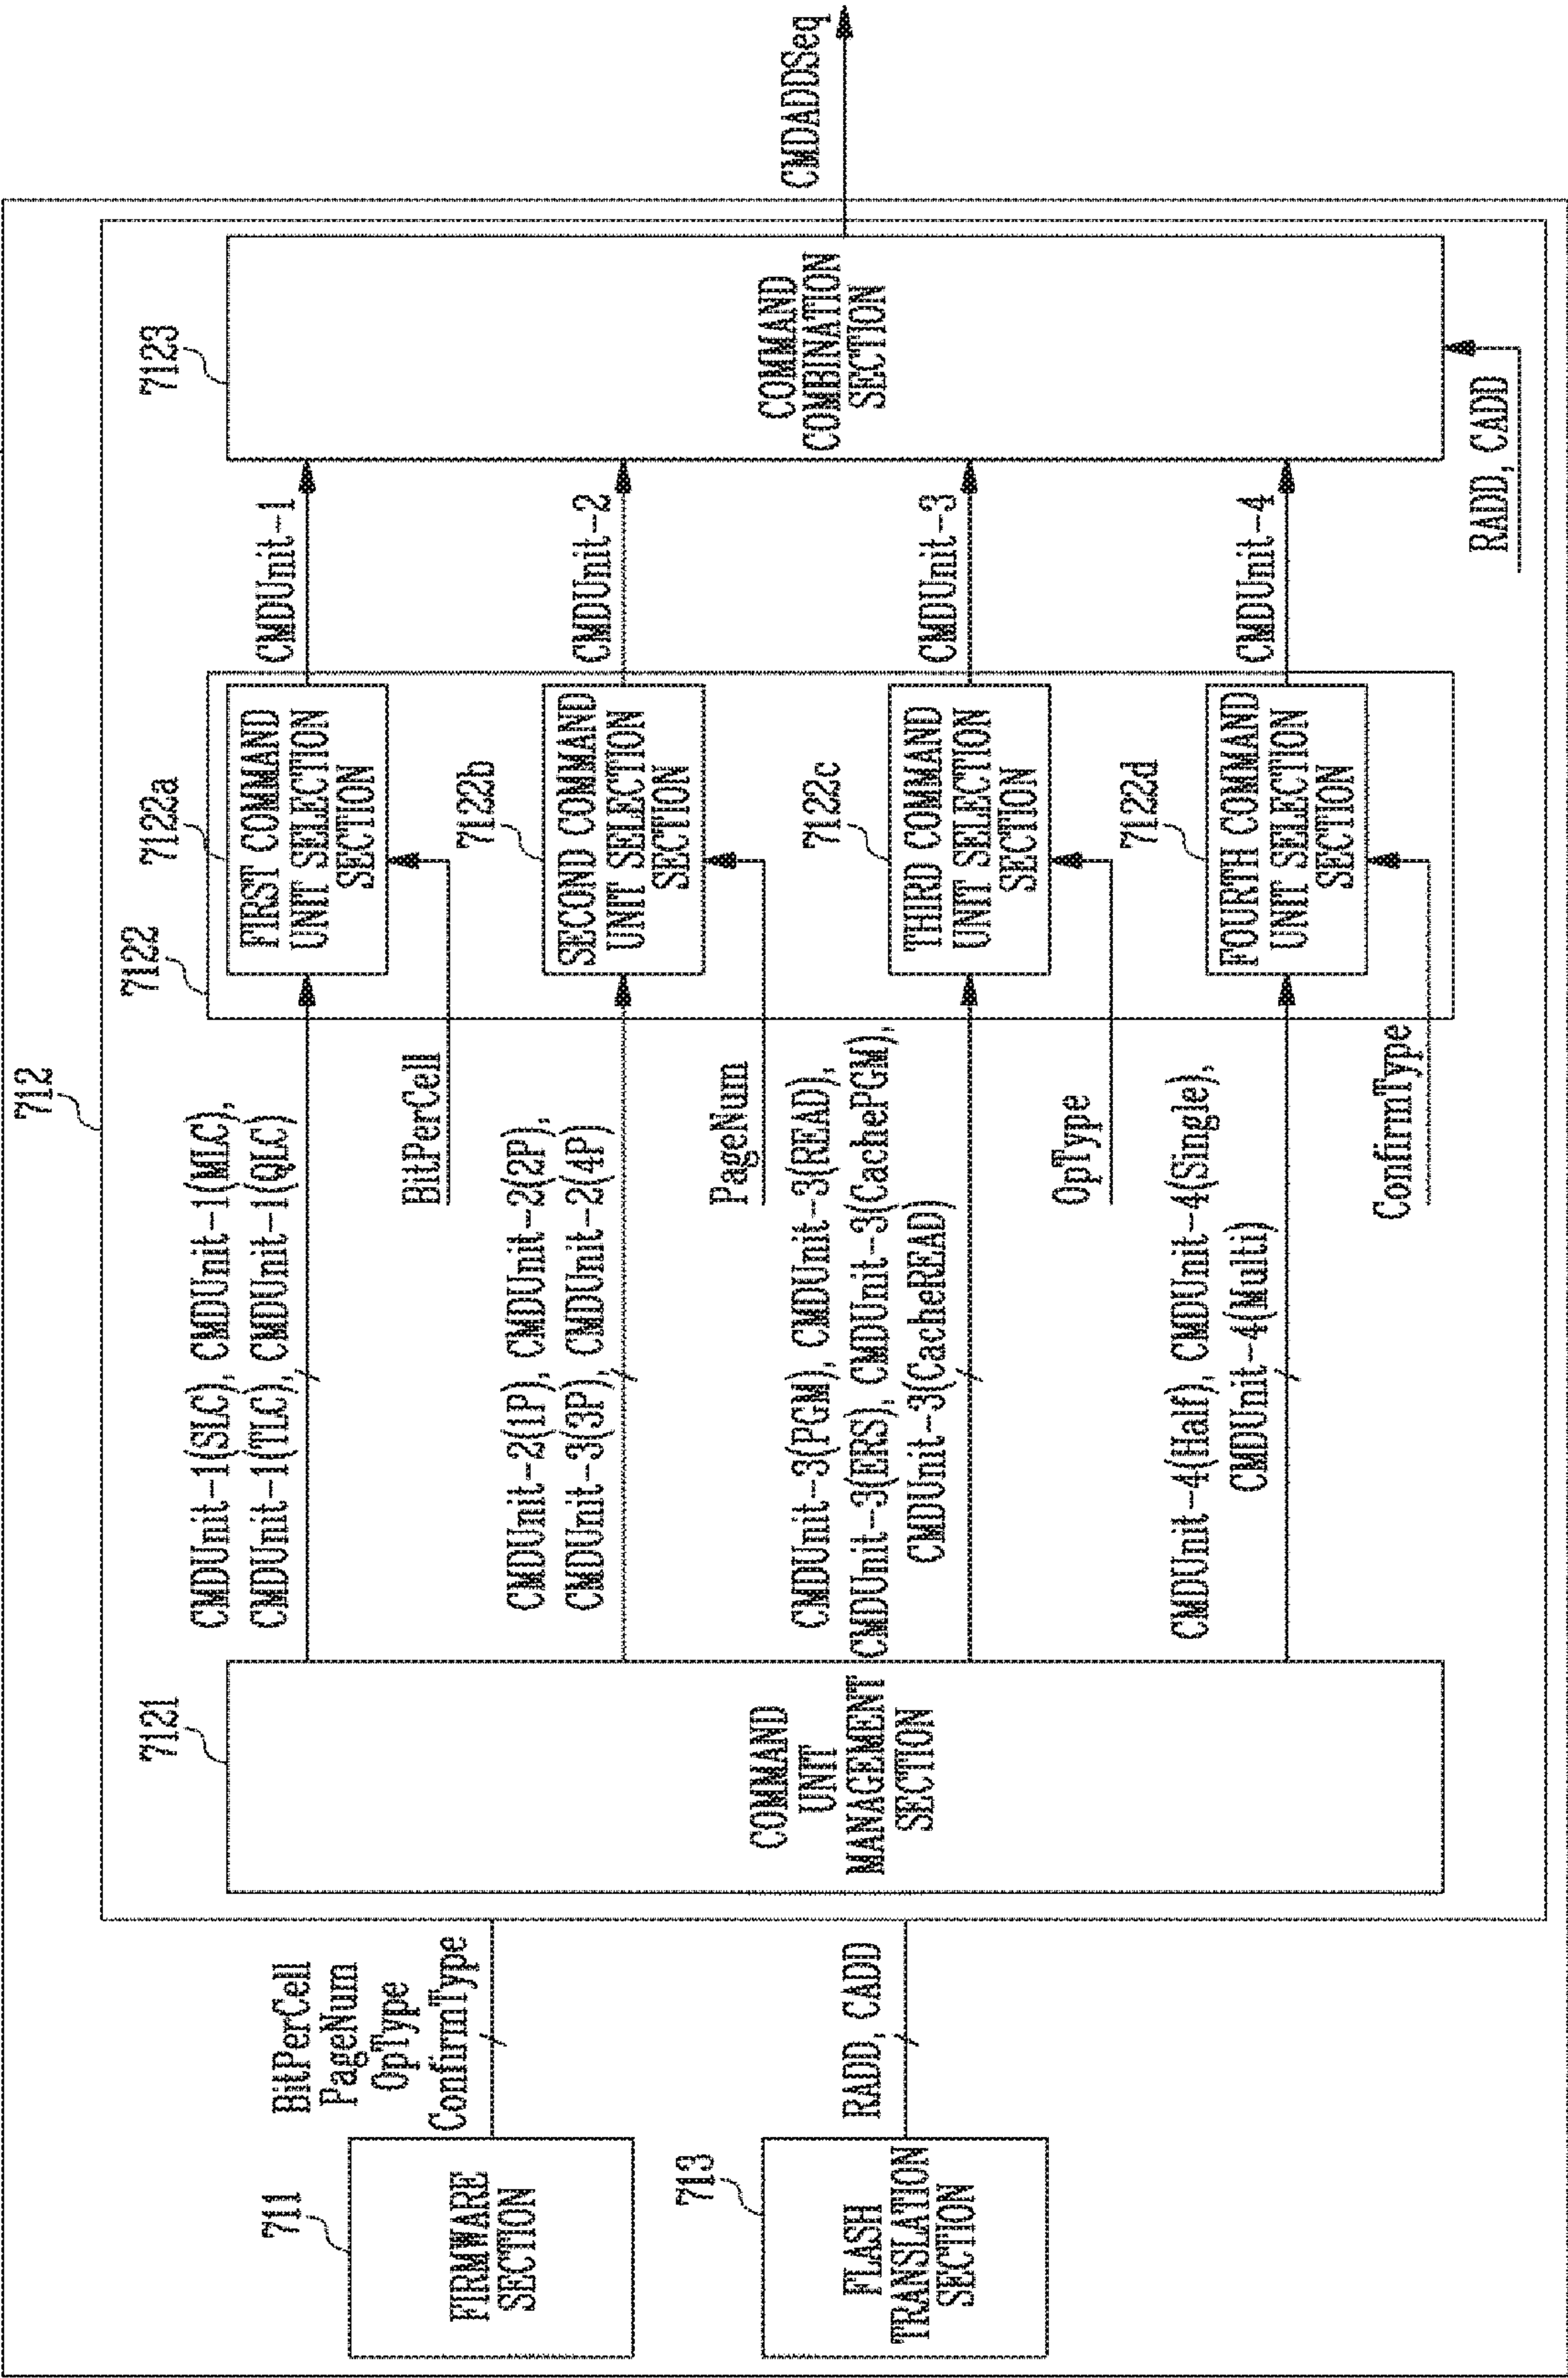 712
711
FIRMWARE
SECTION
BitPerCell
PageNum
OpType
ConfirmType
713
FLASH
TRANSLATION
SECTION
RADD, CADD
7121
COMMAND
UNIT
MANAGEMENT
SECTION
CMDUnit-1(SLC), CMDUnit-1(MLC),
CMDUnit-1(TLC), CMDUnit-1(QLC)
BitPerCell
CMDUnit-2(1P), CMDUnit-2(2P),
CMDUnit-3(3P), CMDUnit-2(4P)
PageNum
CMDUnit-3(PGM), CMDUnit-3(READ),
CMDUnit-3(ERS), CMDUnit-3(CachePGM),
CMDUnit-3(CacheREAD)
OpType
CMDUnit-4(Half), CMDUnit-4(Single),
CMDUnit-4(Multi)
ConfirmType
7122
7122a
FIRST COMMAND
UNIT SELECTION
SECTION
7122b
SECOND COMMAND
UNIT SELECTION
SECTION
7122c
THIRD COMMAND
UNIT SELECTION
SECTION
7122d
FOURTH COMMAND
UNIT SELECTION
SECTION
CMDUnit-1
CMDUnit-2
CMDUnit-3
CMDUnit-4
7123
COMMAND
COMBINATION
SECTION
RADD, CADD
CMDADDSeq